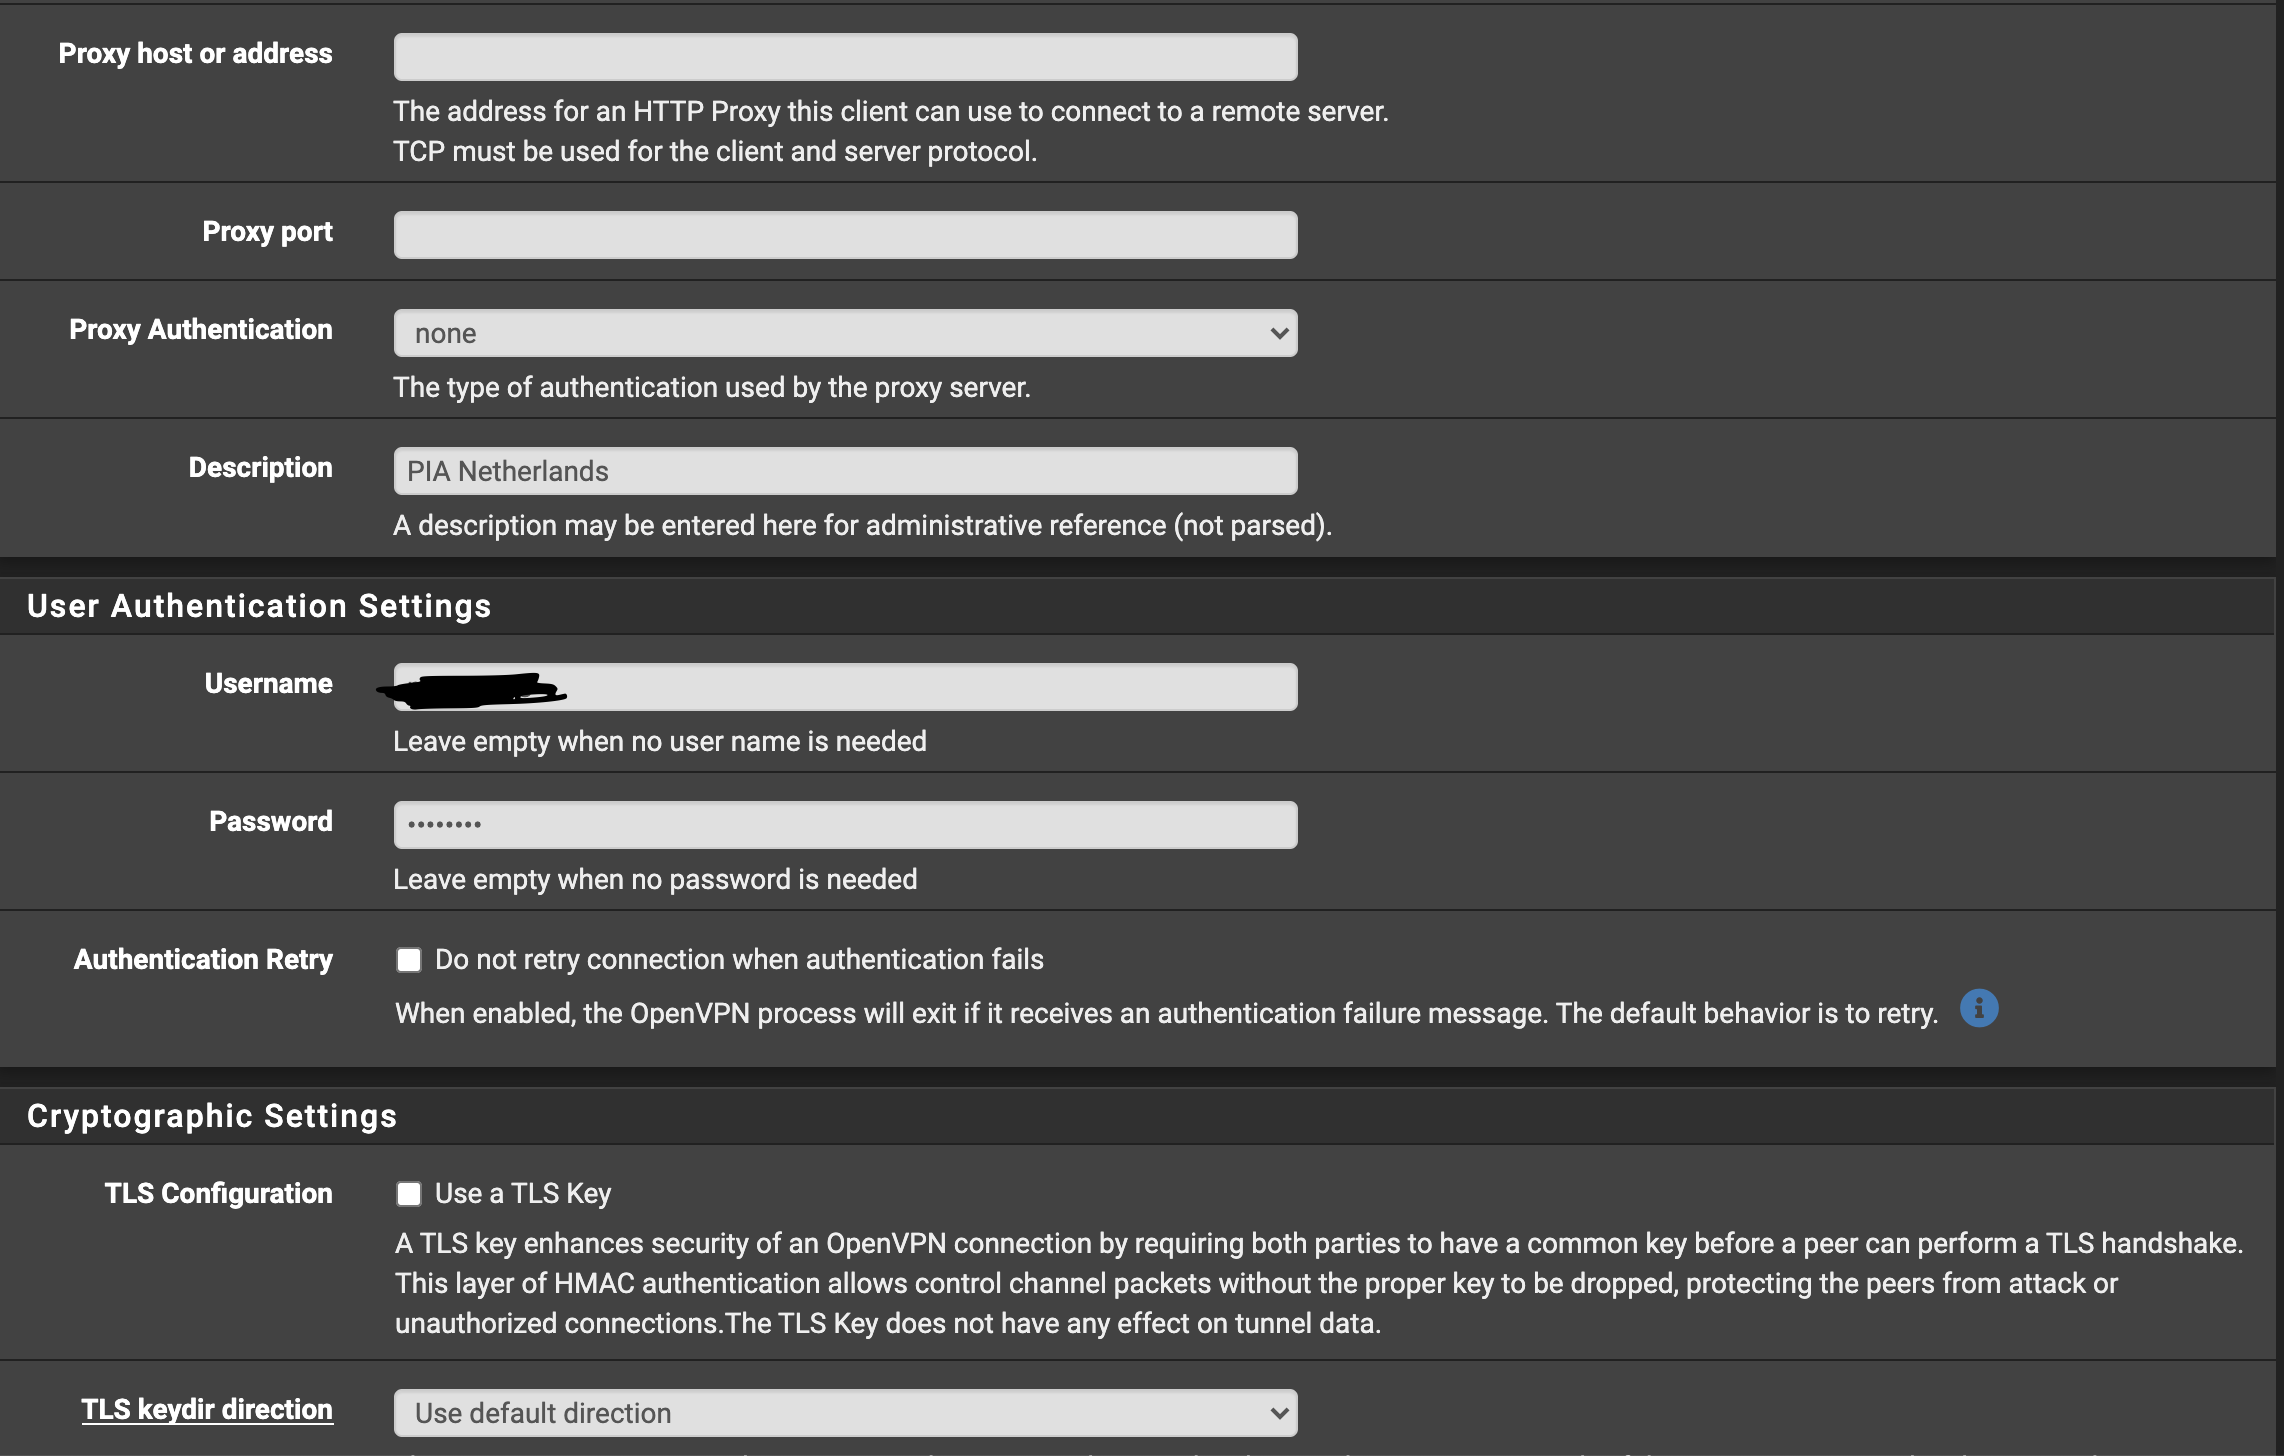 Proxy host or address
The address for an HTTP Proxy this client can use to connect to a remote server.
TCP must be used for the client and server protocol.
Proxy port
Proxy Authentication
none
The type of authentication used by the proxy server.
Description
PIA Netherlands
A description may be entered here for administrative reference (not parsed).
User Authentication Settings
Username
Leave empty when no user name is needed
Password
••••••••
Leave empty when no password is needed
Authentication Retry
Do not retry connection when authentication fails
When enabled, the OpenVPN process will exit if it receives an authentication failure message. The default behavior is to retry.
Cryptographic Settings
TLS Configuration
Use a TLS Key
A TLS key enhances security of an OpenVPN connection by requiring both parties to have a common key before a peer can perform a TLS handshake.
This layer of HMAC authentication allows control channel packets without the proper key to be dropped, protecting the peers from attack or
unauthorized connections.The TLS Key does not have any effect on tunnel data.
TLS keydir direction
Use default direction